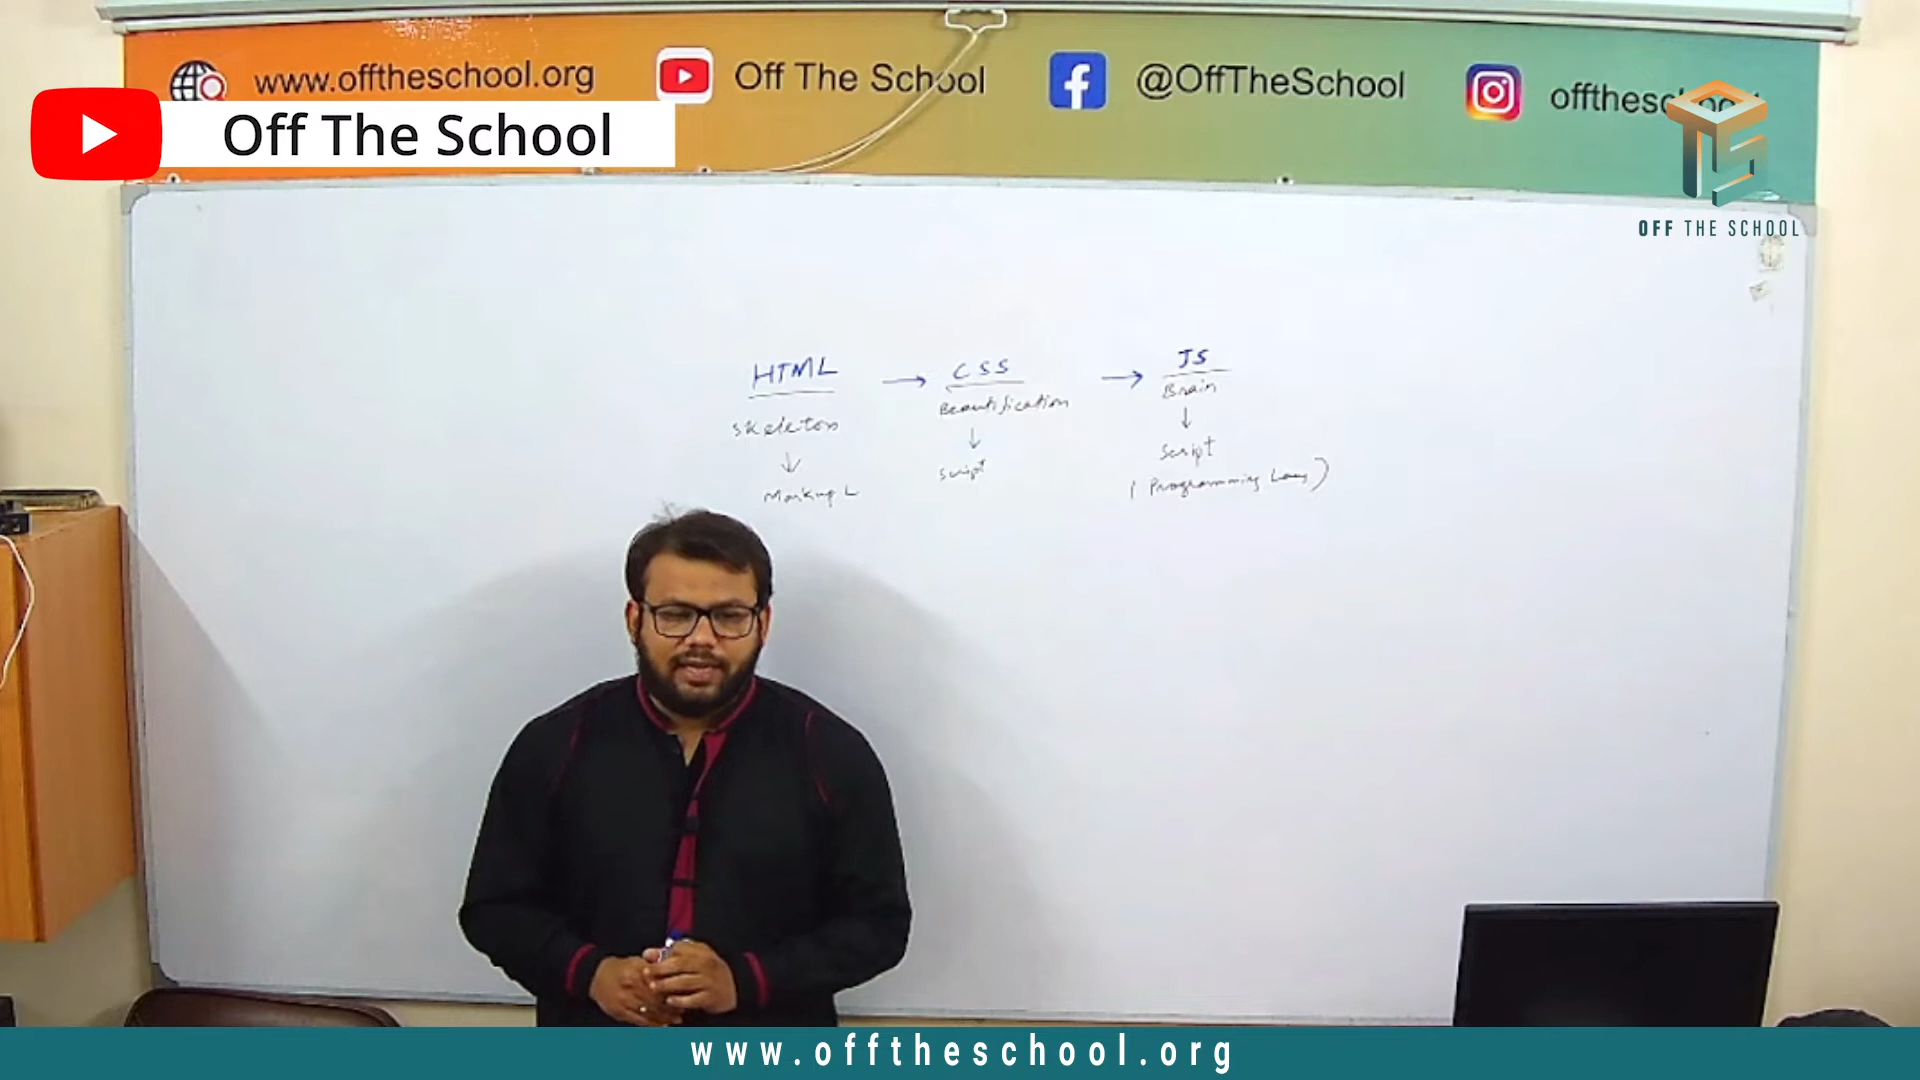 www.offtheschool.org
Off The School
@OffTheSchool
Off The School
OFF THE SCHOOL
HTML → CSS → JS
Skeleton
Beautification
Brain
↓
↓
↓
Markup L
Script
Script
( Programming Lang )
www.offtheschool.org